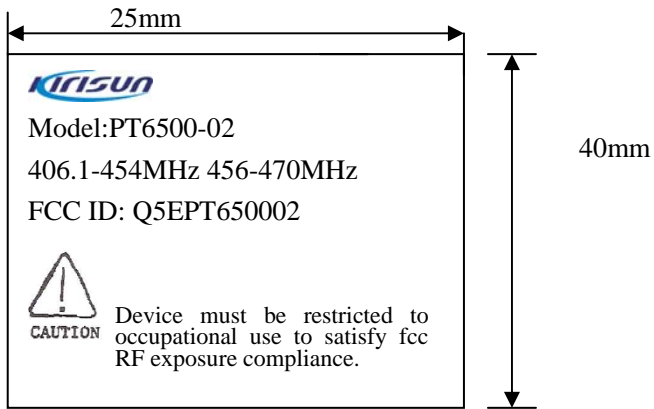 25mm
KIRISUN
Model:PT6500-02
406.1-454MHz 456-470MHz
40mm
FCC ID: Q5EPT650002
CAUTION
Device must be restricted to
occupational use to satisfy fcc
RF exposure compliance.